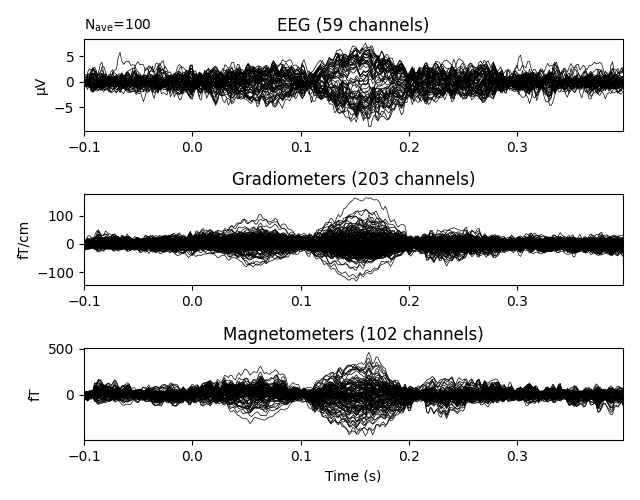 N_ave=100
EEG (59 channels)
µV
5
0
−5
−0.1 0.0 0.1 0.2 0.3
Gradiometers (203 channels)
fT/cm
100
0
−100
−0.1 0.0 0.1 0.2 0.3
Magnetometers (102 channels)
fT
500
0
−0.1 0.0 0.1 0.2 0.3
Time (s)